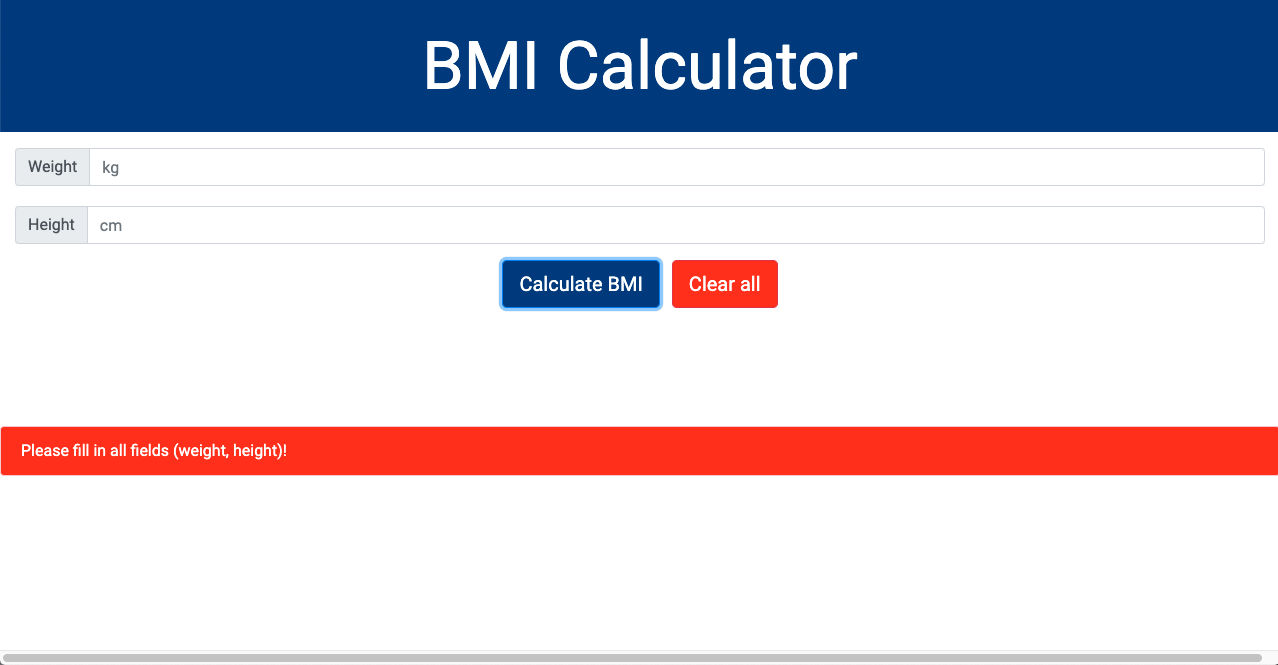 BMI Calculator
Weight kg
Height cm
Calculate BMI Clear all
Please fill in all fields (weight, height)!